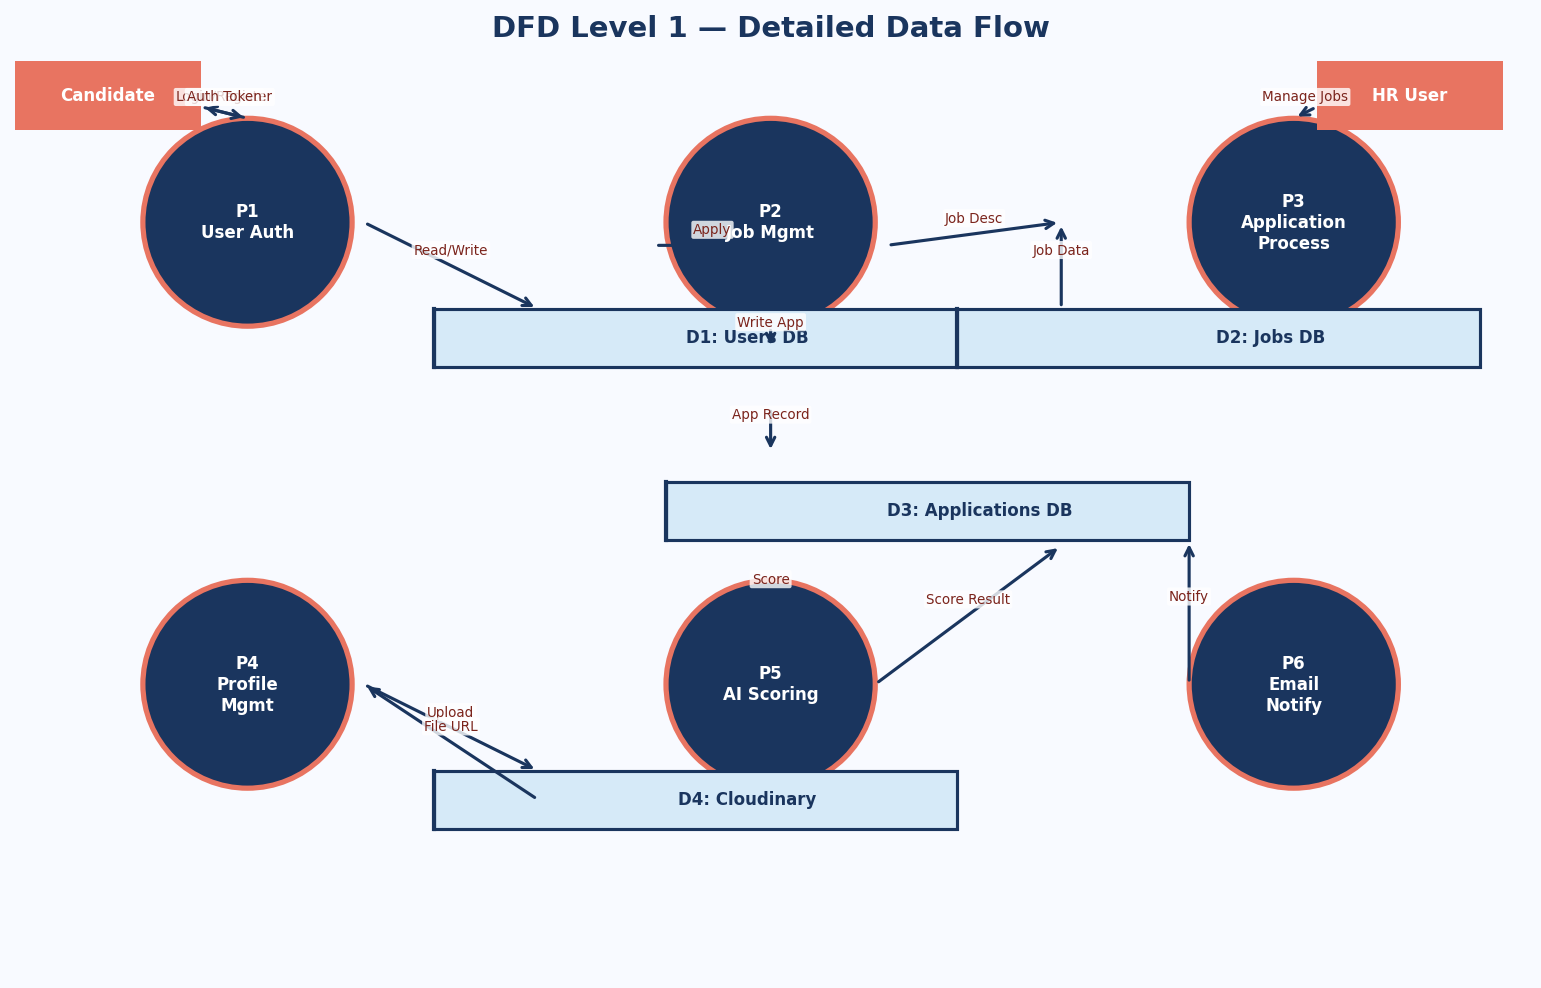 DFD Level 1 — Detailed Data Flow
Candidate
Auth Token
Manage Jobs
HR User
P1
User Auth
P2
Job Mgmt
P3
Application
Process
Apply
Job Desc
Read/Write
Job Data
Write App
D1: Users DB
D2: Jobs DB
App Record
D3: Applications DB
Score
Score Result
Notify
P4
Profile
Mgmt
P5
AI Scoring
P6
Email
Notify
Upload
File URL
D4: Cloudinary